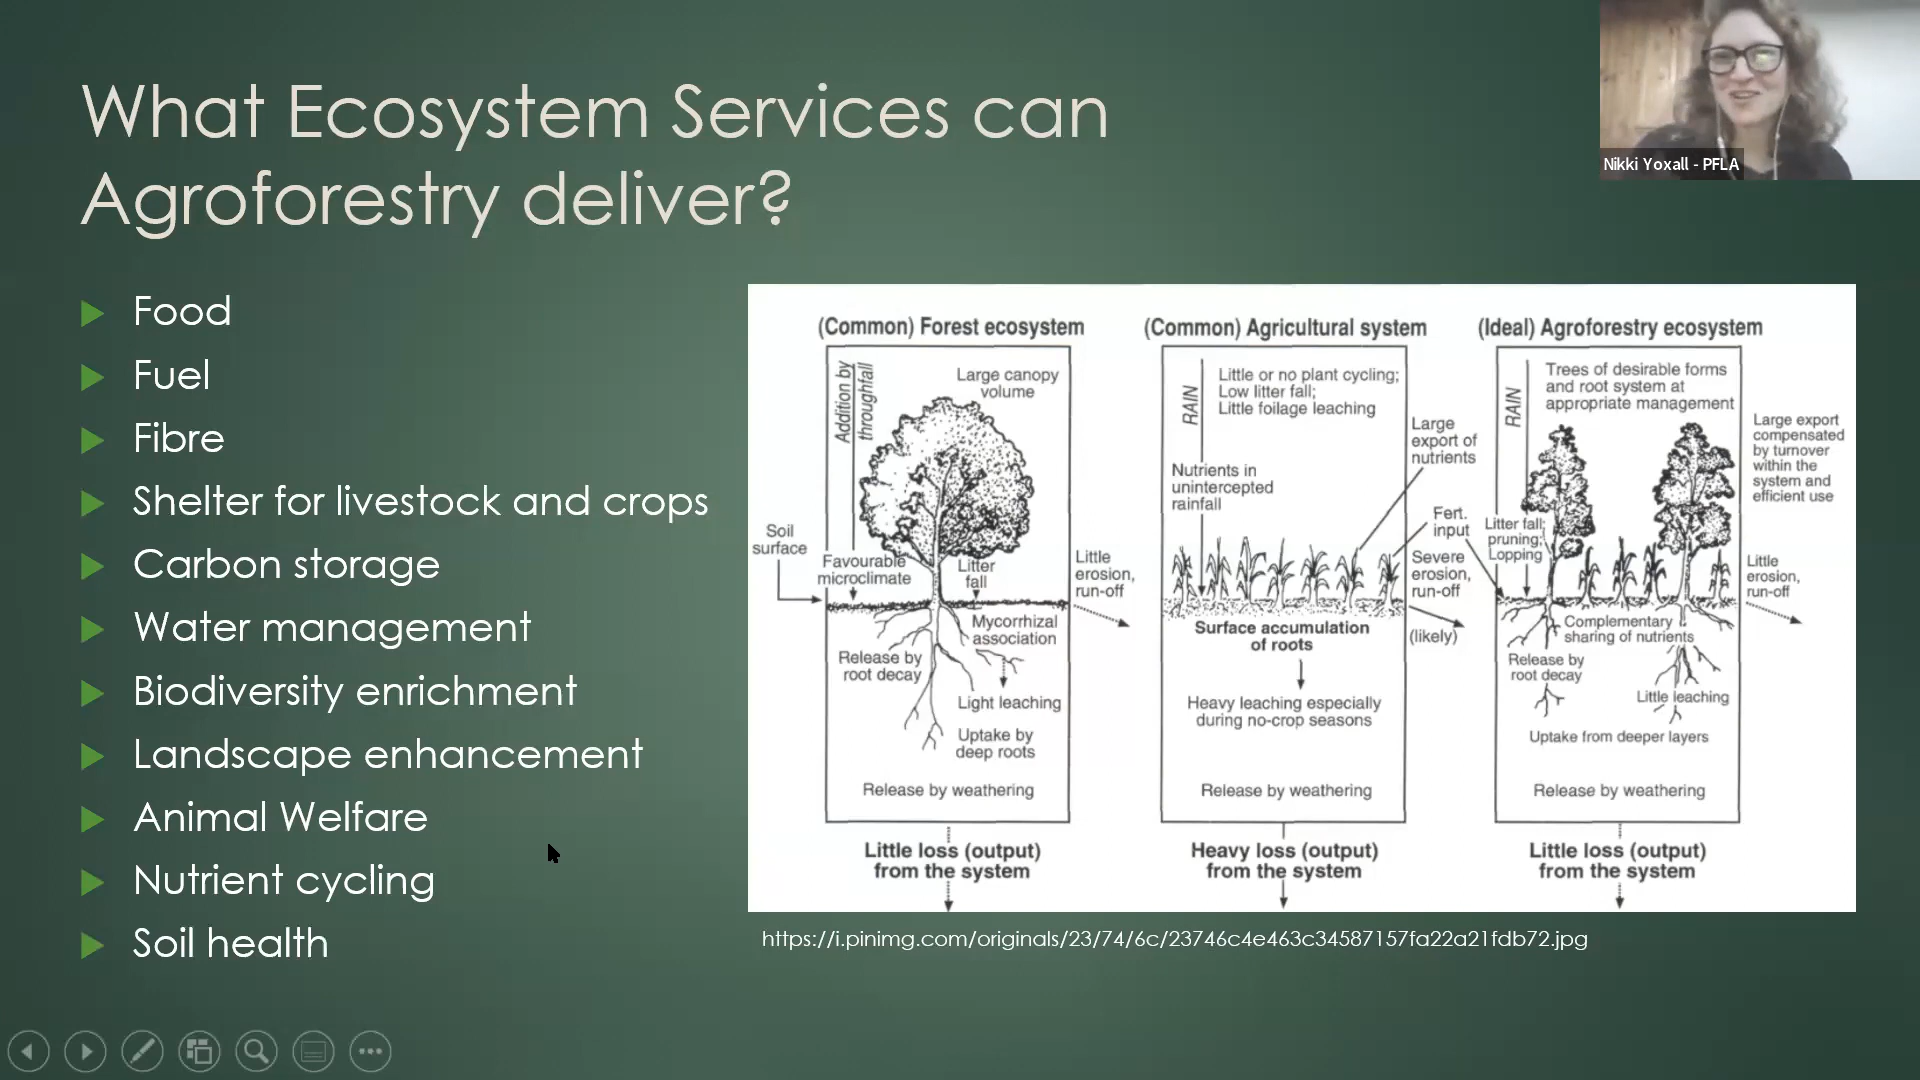 What Ecosystem Services can
Agroforestry deliver?
Nikki Yoxall - PFLA
Food
Fuel
Fibre
Shelter for livestock and crops
Carbon storage
Water management
Biodiversity enrichment
Landscape enhancement
Animal Welfare
Nutrient cycling
Soil health
(Common) Forest ecosystem
Addition by
throughfall
Large canopy
volume
Soil
surface
Favourable
microclimate
Litter
fall
Little
erosion,
run-off
Mycorrhizal
association
Release by
root decay
Light leaching
Uptake by
deep roots
Release by weathering
Little loss (output)
from the system
(Common) Agricultural system
RAIN
Little or no plant cycling;
Low litter fall;
Little foilage leaching
Large
export of
nutrients
Nutrients in
unintercepted
rainfall
Fert.
input
Severe
erosion,
run-off
(likely)
Surface accumulation
of roots
Heavy leaching especially
during no-crop seasons
Release by weathering
Heavy loss (output)
from the system
(Ideal) Agroforestry ecosystem
RAIN
Trees of desirable forms
and root system at
appropriate management
Large export
compensated
by turnover
within the
system and
efficient use
Litter fall;
pruning;
Lopping
Little
erosion,
run-off
Complementary
sharing of nutrients
Release by
root decay
Little leaching
Uptake from deeper layers
Release by weathering
Little loss (output)
from the system
https://i.pinimg.com/originals/23/74/6c/23746c4e463c34587157fa22a21fdb72.jpg